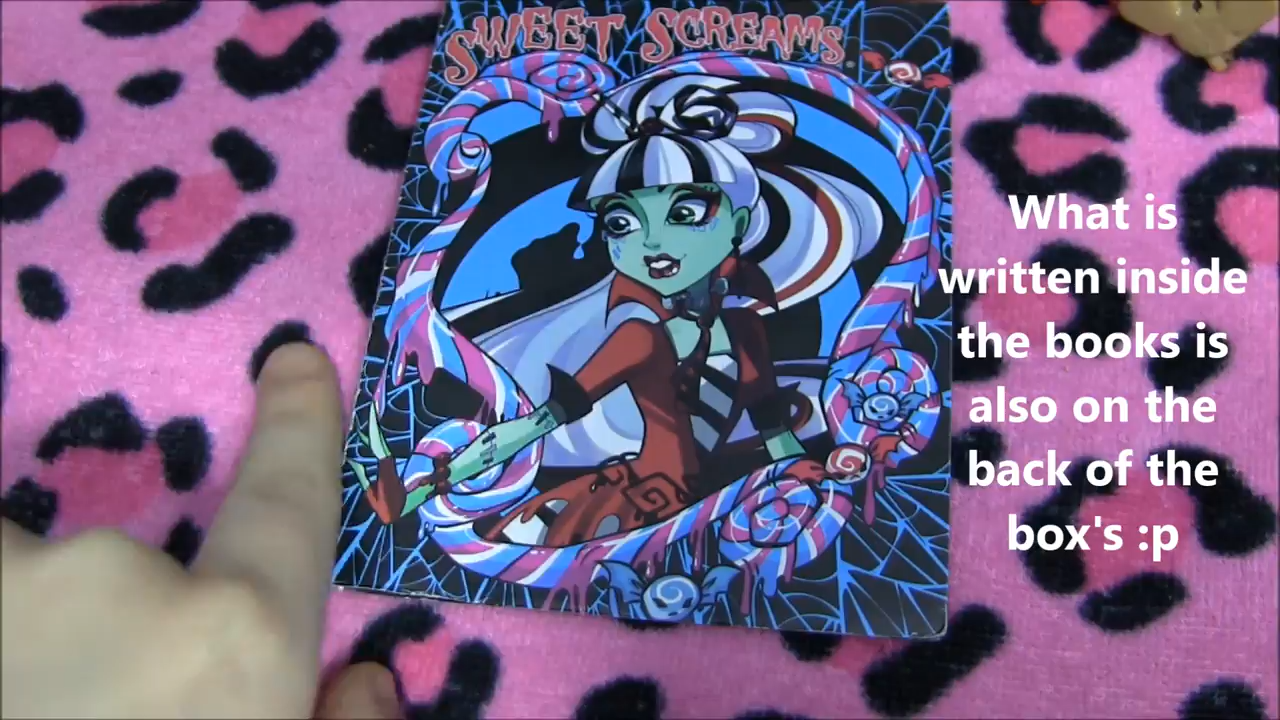 SWEET SCREAMS
What is
written inside
the books is
also on the
back of the
box's :p